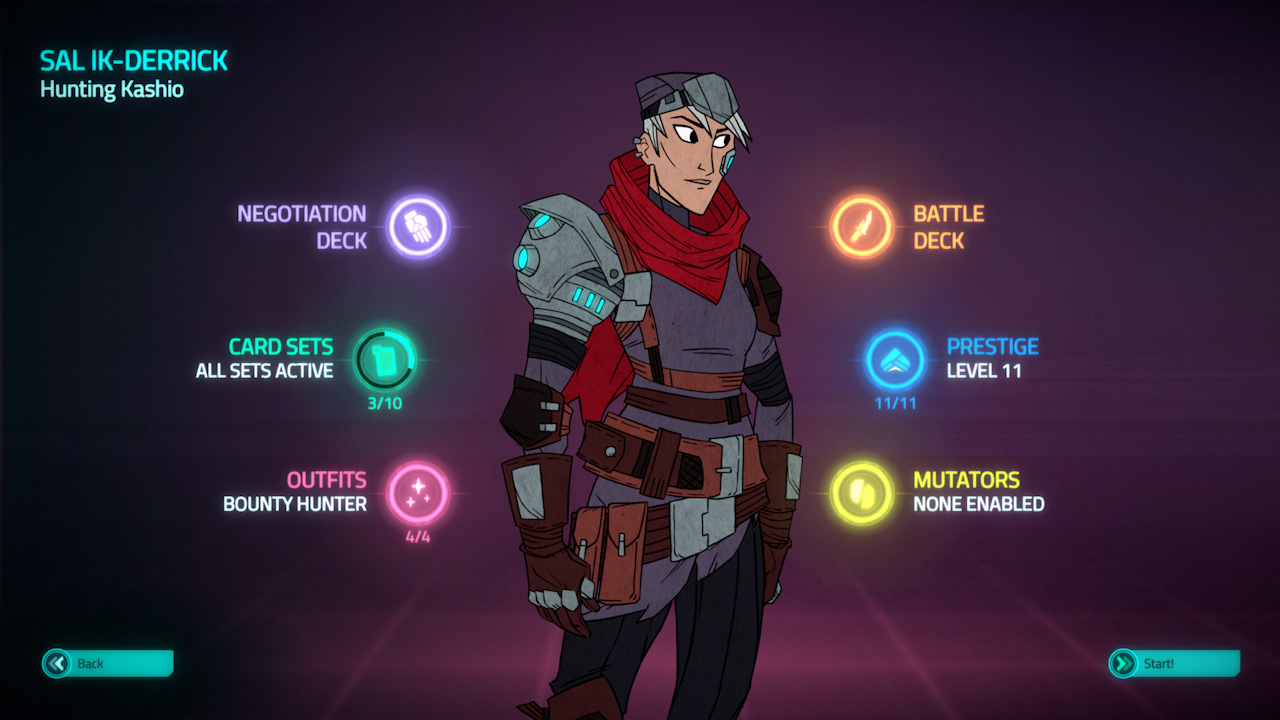 SAL IK-DERRICK
Hunting Kashio
NEGOTIATION
DECK
BATTLE
DECK
CARD SETS
ALL SETS ACTIVE
3/10
PRESTIGE
LEVEL 11
11/11
OUTFITS
BOUNTY HUNTER
4/4
MUTATORS
NONE ENABLED
Back
Start!